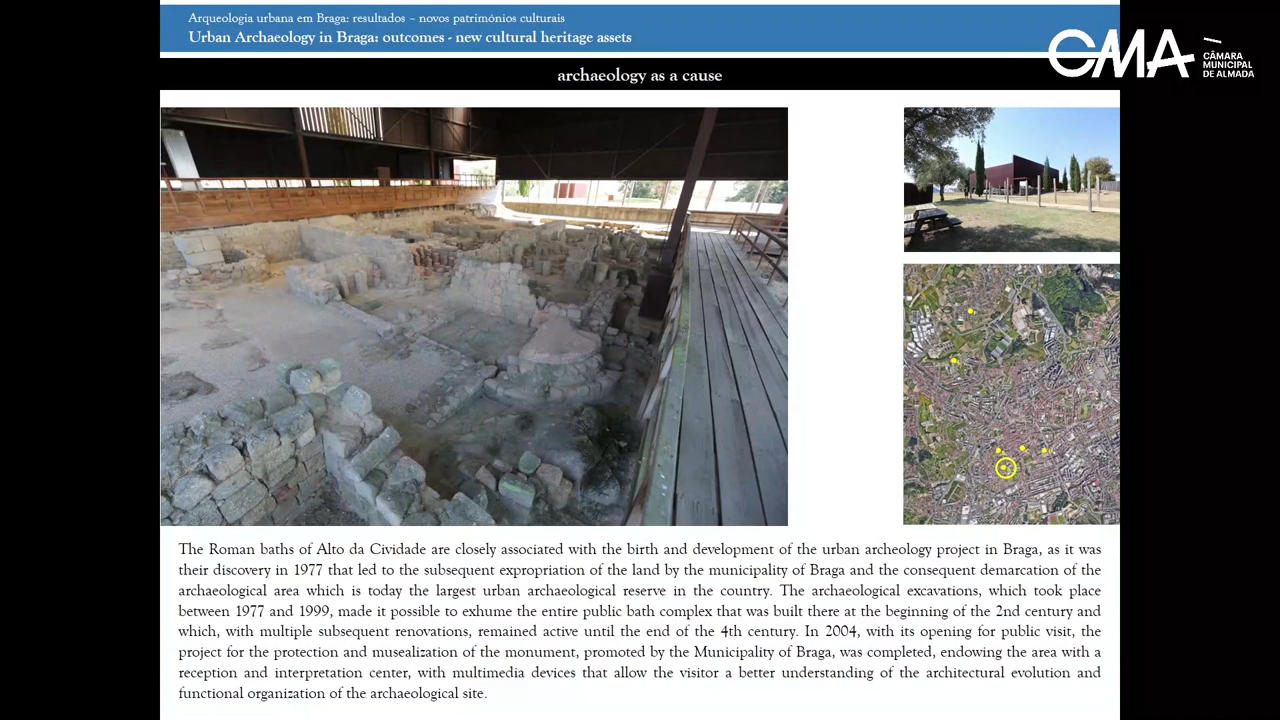 Arqueologia urbana em Braga: resultados – novos patrimónios culturais
Urban Archaeology in Braga: outcomes - new cultural heritage assets
CMA
CÂMARA
MUNICIPAL
DE ALMADA
archaeology as a cause
The Roman baths of Alto da Cividade are closely associated with the birth and development of the urban archeology project in Braga, as it was
their discovery in 1977 that led to the subsequent expropriation of the land by the municipality of Braga and the consequent demarcation of the
archaeological area which is today the largest urban archaeological reserve in the country. The archaeological excavations, which took place
between 1977 and 1999, made it possible to exhume the entire public bath complex that was built there at the beginning of the 2nd century and
which, with multiple subsequent renovations, remained active until the end of the 4th century. In 2004, with its opening for public visit, the
project for the protection and musealization of the monument, promoted by the Municipality of Braga, was completed, endowing the area with a
reception and interpretation center, with multimedia devices that allow the visitor a better understanding of the architectural evolution and
functional organization of the archaeological site.